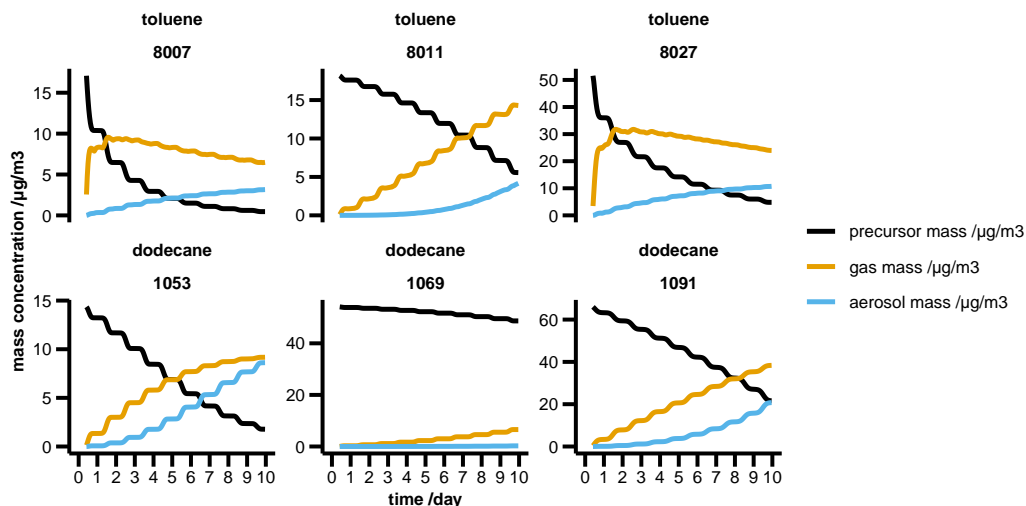 toluene
8007
toluene
8011
toluene
8027
15
10
5
0
15
10
5
0
50
40
30
20
10
0
dodecane
1053
dodecane
1069
dodecane
1091
15
10
5
0
40
20
0
60
40
20
0
0 1 2 3 4 5 6 7 8 9 10
0 1 2 3 4 5 6 7 8 9 10
0 1 2 3 4 5 6 7 8 9 10
time /day
mass concentration /µg/m3
precursor mass /µg/m3
gas mass /µg/m3
aerosol mass /µg/m3